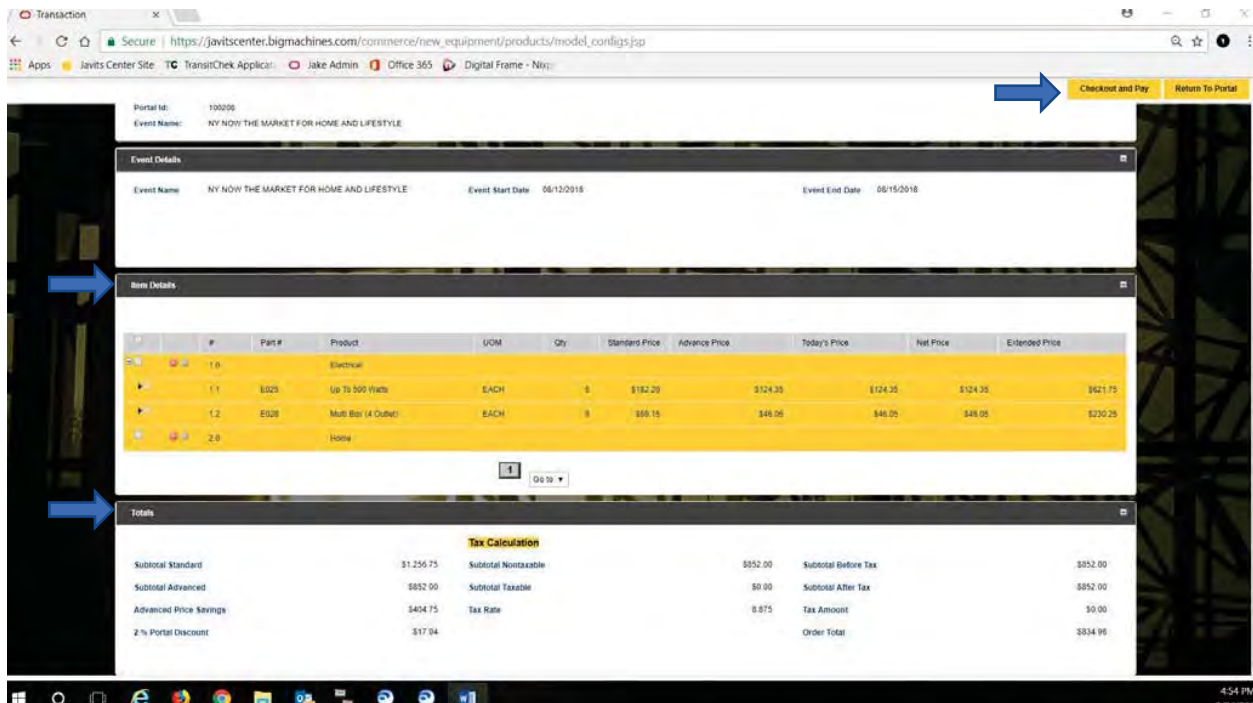 Transaction
Secure https://javitscenter.bigmachines.com/commerce/new_equipment/products/model_configs.jsp
Apps Javits Center Site TC TransitChek Applicat Jake Admin Office 365 Digital Frame - Nix
Checkout and Pay Return To Portal
Portal Id:
Event Name: NY NOW THE MARKET FOR HOME AND LIFESTYLE
Event Details
Event Name NY NOW THE MARKET FOR HOME AND LIFESTYLE Event Start Date 08/12/2018 Event End Date 08/15/2018
Item Details
# Part # Product UOM Qty Standard Price Advance Price Today's Price Net Price Extended Price
1.0 Electrical
1.1 E025 Up To 500 Watts EACH $182.20 $124.35 $124.35 $124.35 $621.75
1.2 E028 Multi Box (4 Outlet) EACH $69.15 $46.05 $46.05 $46.05 $230.25
2.0 Home
1 Go to
Totals
Tax Calculation
Subtotal Standard $1,256.75 Subtotal Nontaxable $852.00 Subtotal Before Tax $852.00
Subtotal Advanced $852.00 Subtotal Taxable $0.00 Subtotal After Tax $852.00
Advanced Price Savings $404.75 Tax Rate 8.875 Tax Amount $0.00
2 % Portal Discount $17.04 Order Total $834.96
4:54 PM